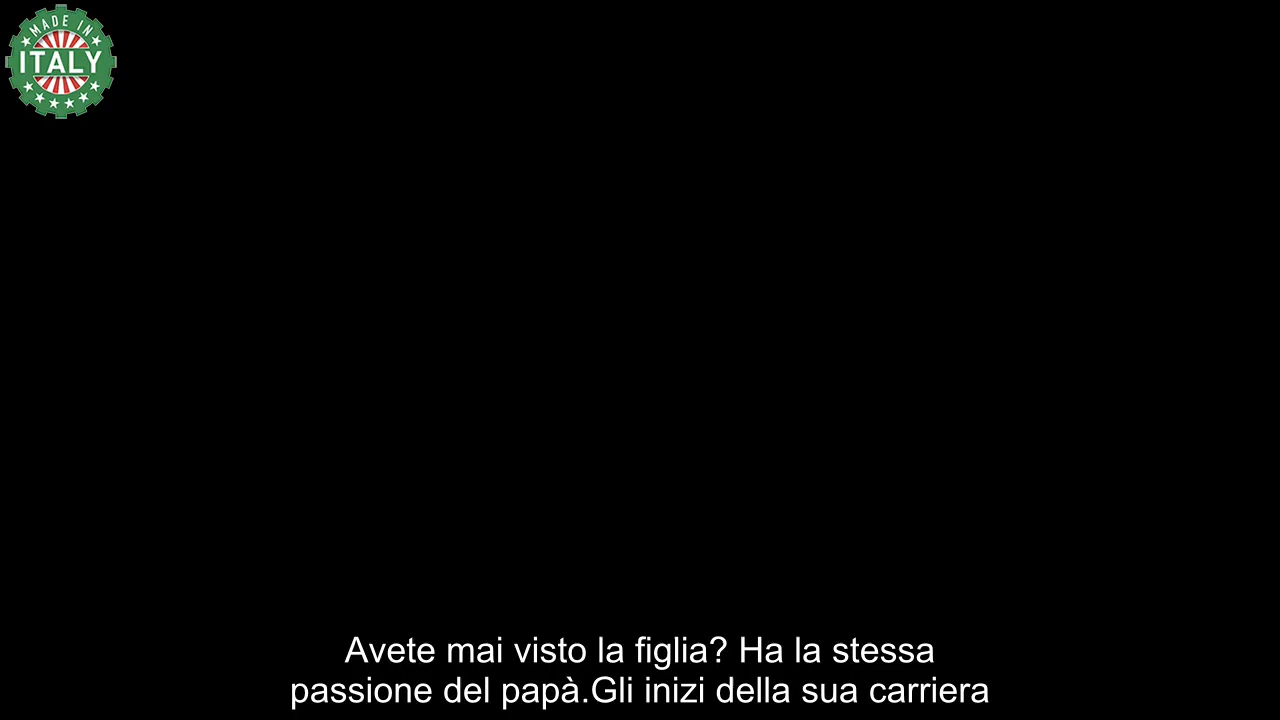 MADE IN
ITALY
Avete mai visto la figlia? Ha la stessa
passione del papà.Gli inizi della sua carriera